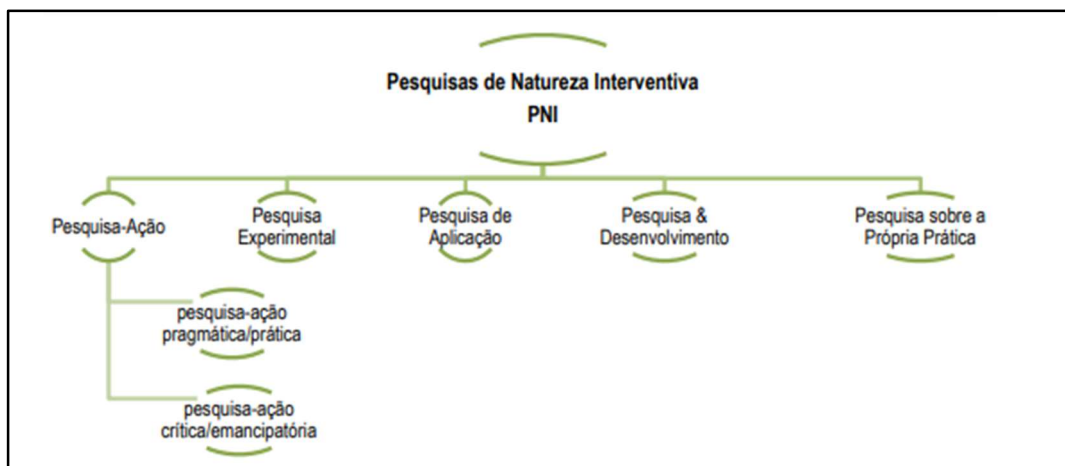 Pesquisas de Natureza Interventiva
PNI
Pesquisa-Ação
Pesquisa
Experimental
Pesquisa de
Aplicação
Pesquisa &
Desenvolvimento
Pesquisa sobre a
Própria Prática
pesquisa-ação
pragmática/prática
pesquisa-ação
crítica/emancipatória